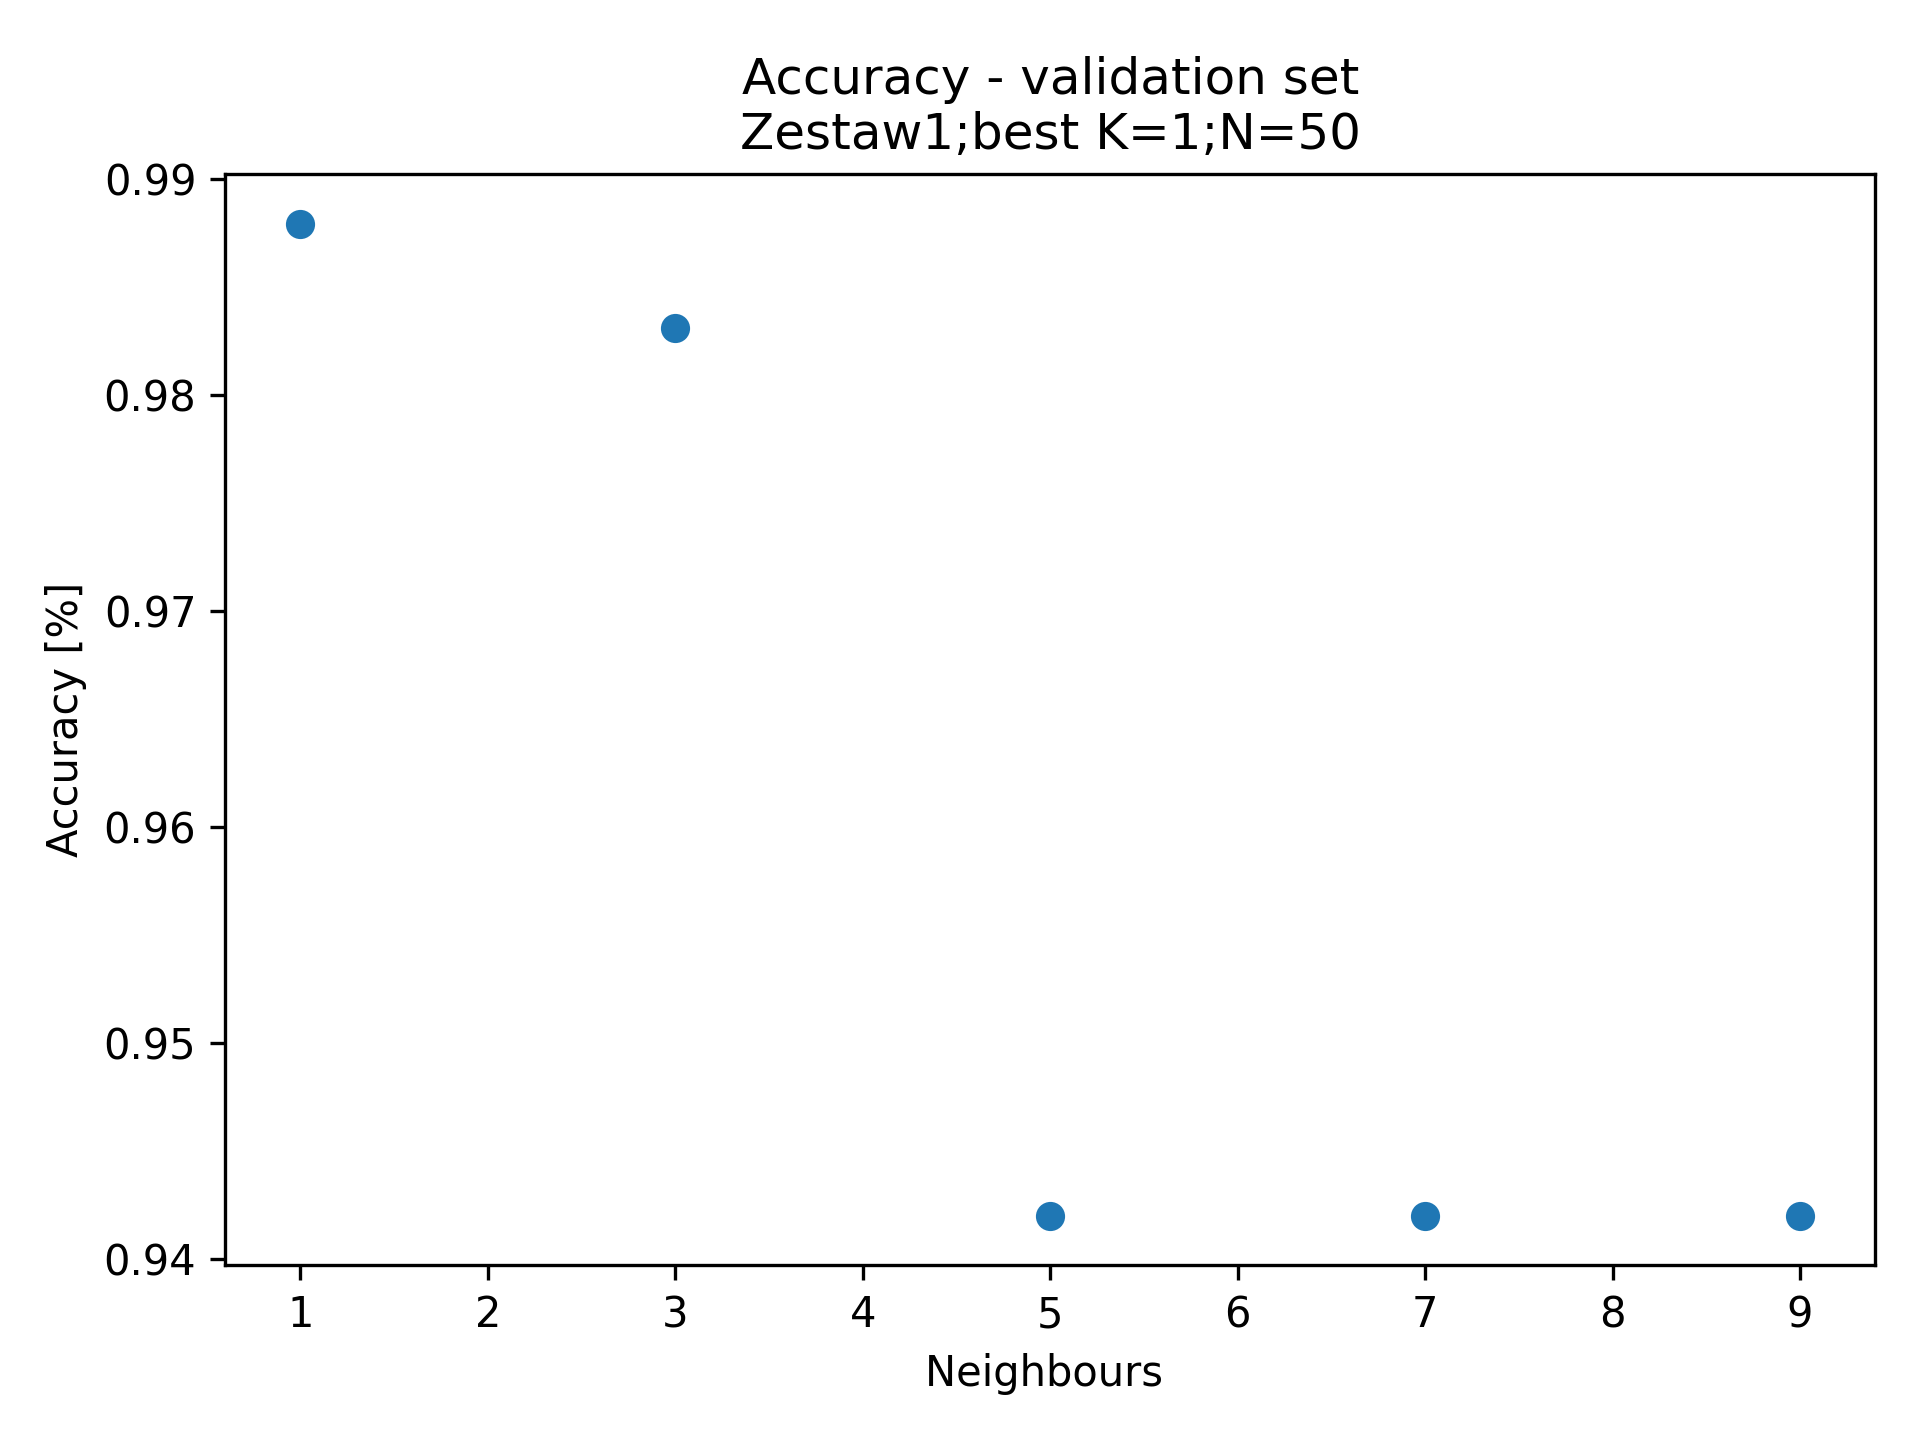 Accuracy - validation set
Zestaw1;best K=1;N=50
0.99
0.98
0.97
0.96
0.95
0.94
Accuracy [%]
1 2 3 4 5 6 7 8 9
Neighbours